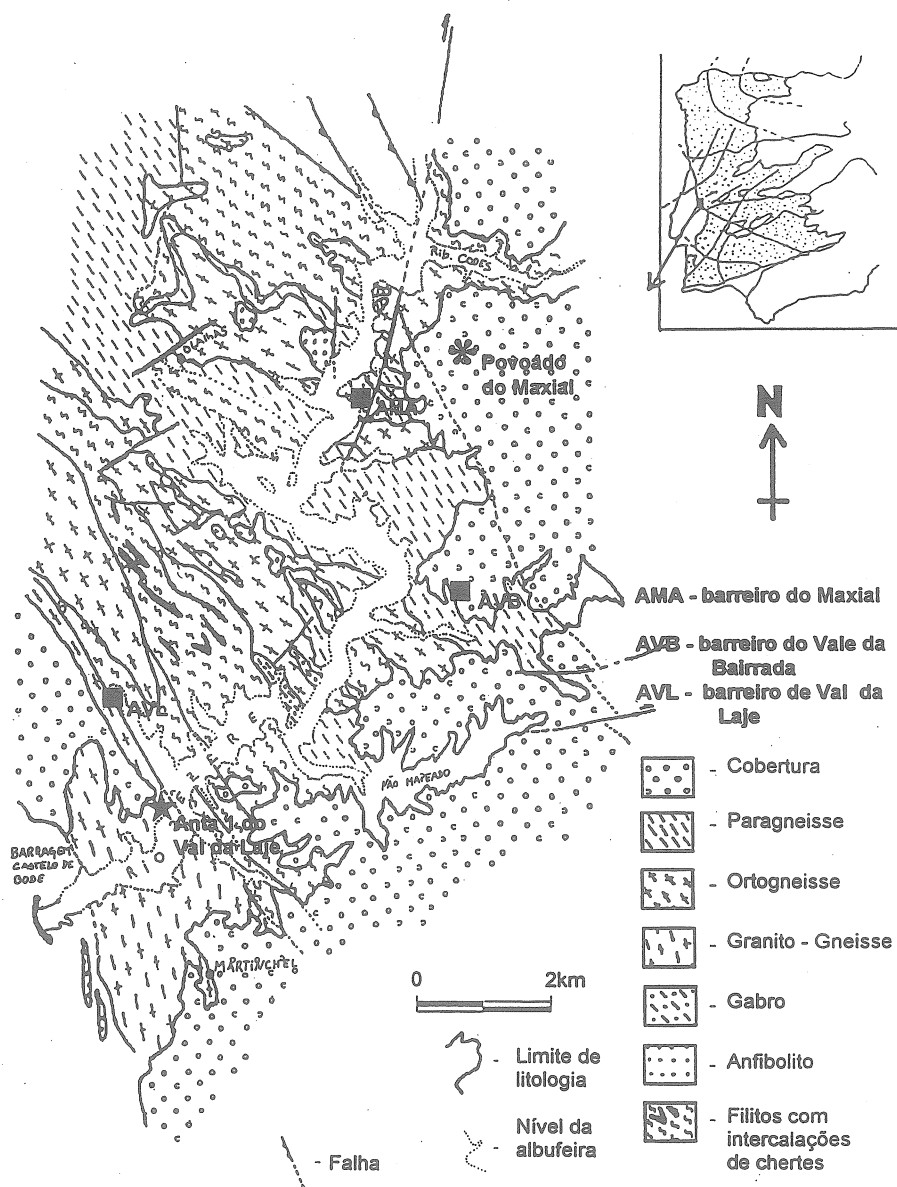 RIB. CODES
Povoado
do Maxial
AMA
N
AVB
AMA - barreiro do Maxial
AVB - barreiro do Vale da
Bairrada
AVL - barreiro de Val da
Laje
AVL
NÃO MAPEADO
Anta 1 do
Val da Laje
BARRAGEM
CASTELO DE
BODE
MARTINCHEL
- Cobertura
- Paragneisse
- Ortogneisse
- Granito - Gneisse
- Gabro
- Anfibolito
- Filitos com
intercalações
de chertes
0 2km
- Limite de
litologia
- Nível da
albufeira
- Falha